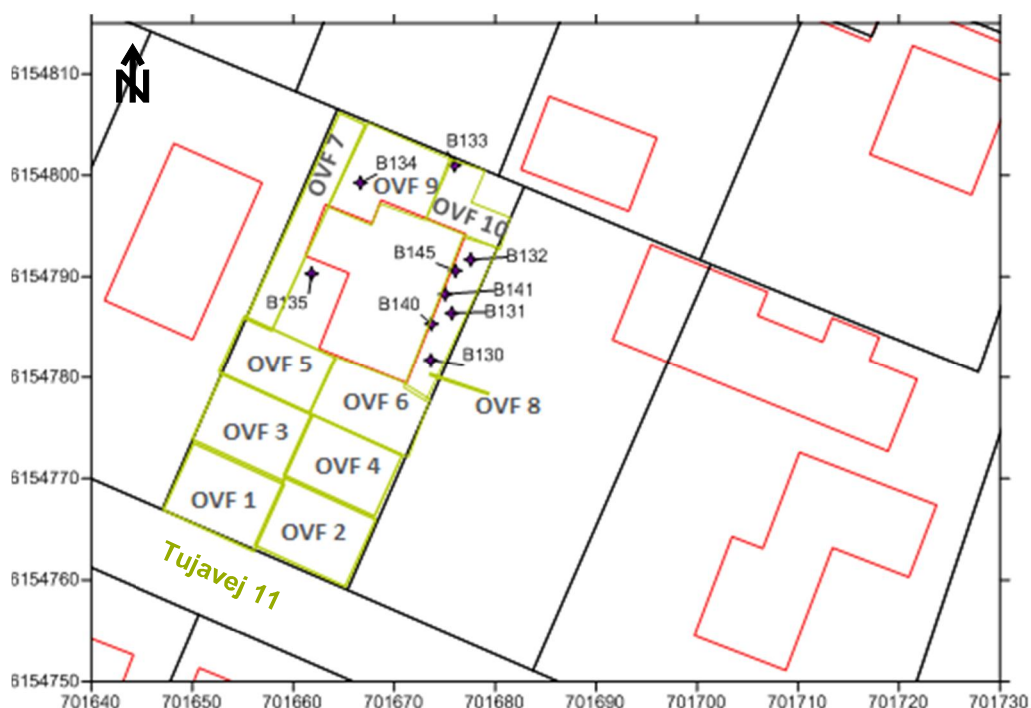 6154810
N
B133
OVF 7
B134
6154800
OVF 9
OVF 10
B145
B132
6154790
B141
B135
B140
B131
B130
OVF 5
6154780
OVF 6
OVF 8
OVF 3
OVF 4
6154770
OVF 1
OVF 2
Tujavej 11
6154760
6154750
701640
701650
701660
701670
701680
701690
701700
701710
701720
701730